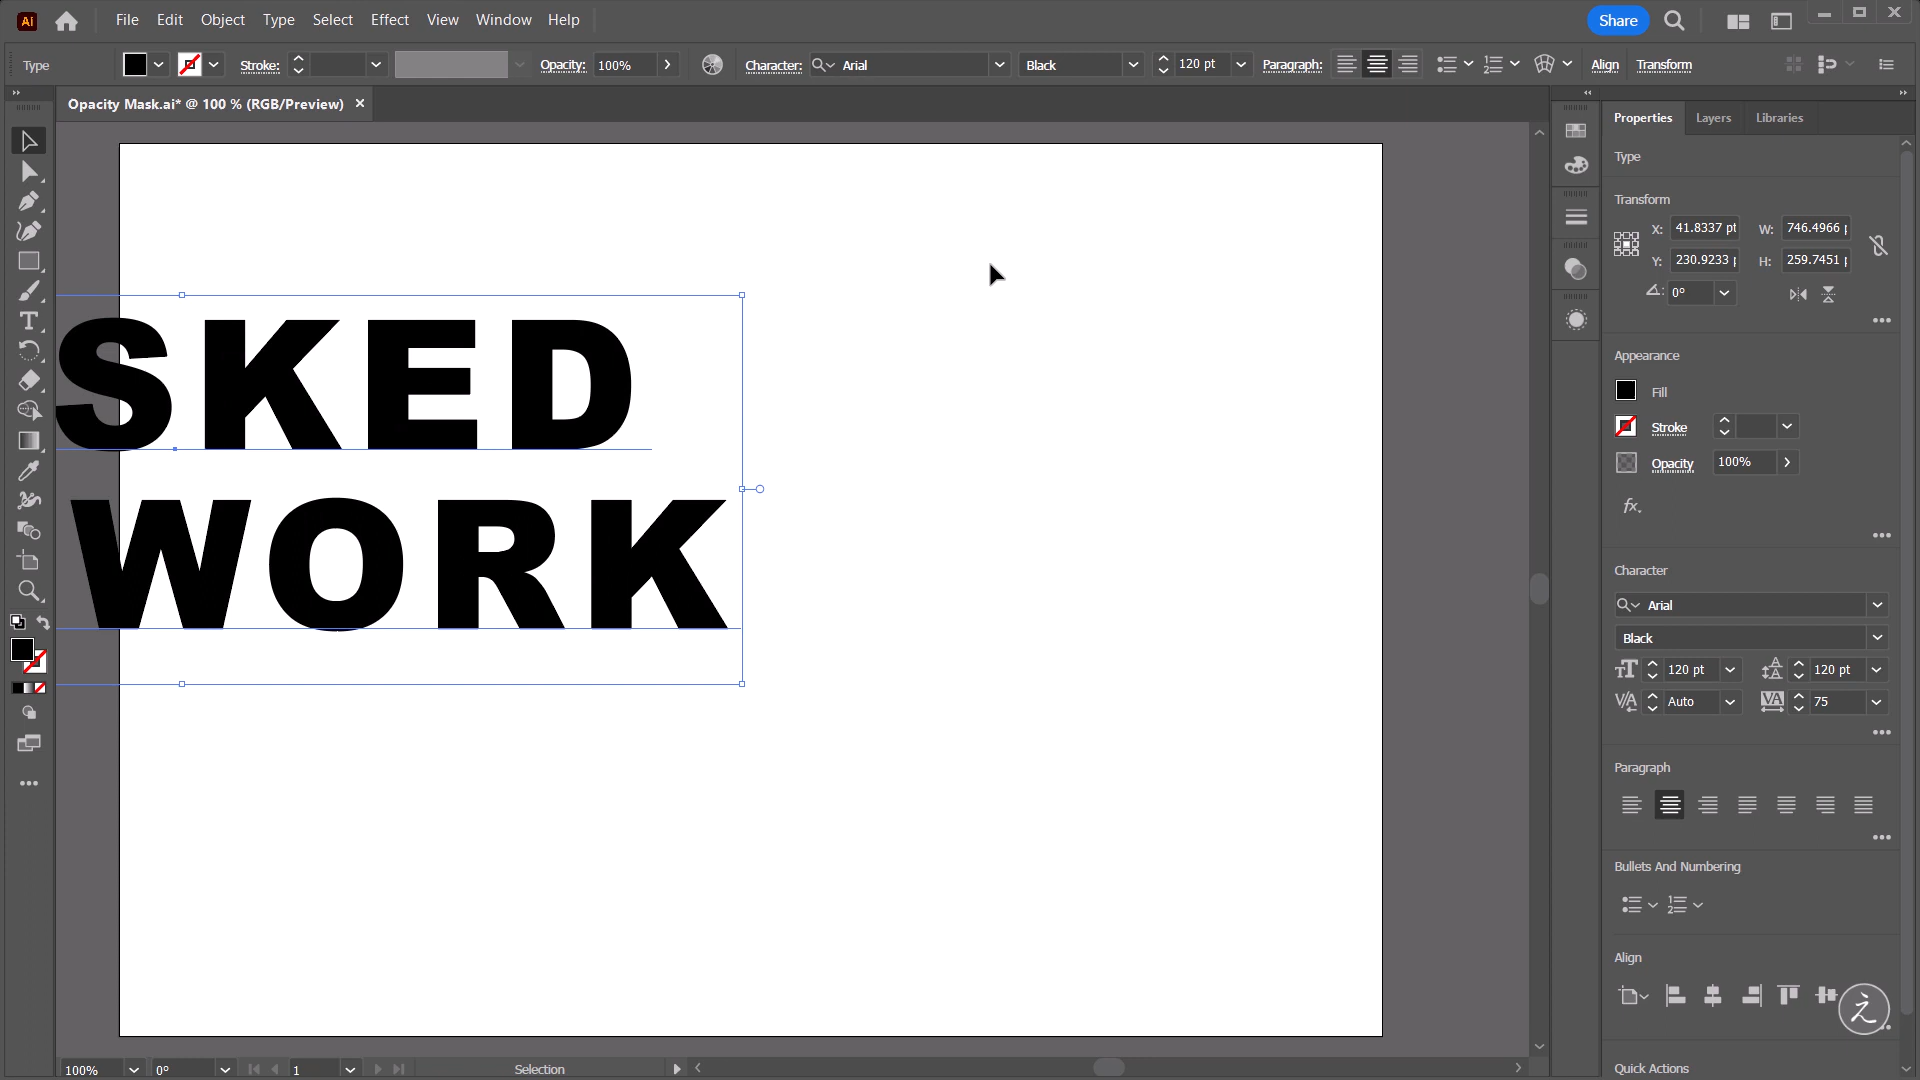 Ai File Edit Object Type Select Effect View Window Help Share
Type Stroke: Opacity: 100% Character: Arial Black 120 pt Paragraph: Align Transform
Opacity Mask.ai* @ 100 % (RGB/Preview) ×
Properties Layers Libraries
Type
Transform
X: 41.8337 pt W: 746.4966
Y: 230.9233 H: 259.7451
0°
SKED
WORK
Appearance
Fill
Stroke
Opacity 100%
fx.
Character
Arial
Black
120 pt 120 pt
Auto 75
Paragraph
Bullets And Numbering
Align
え
Quick Actions
100% 0° 1 Selection